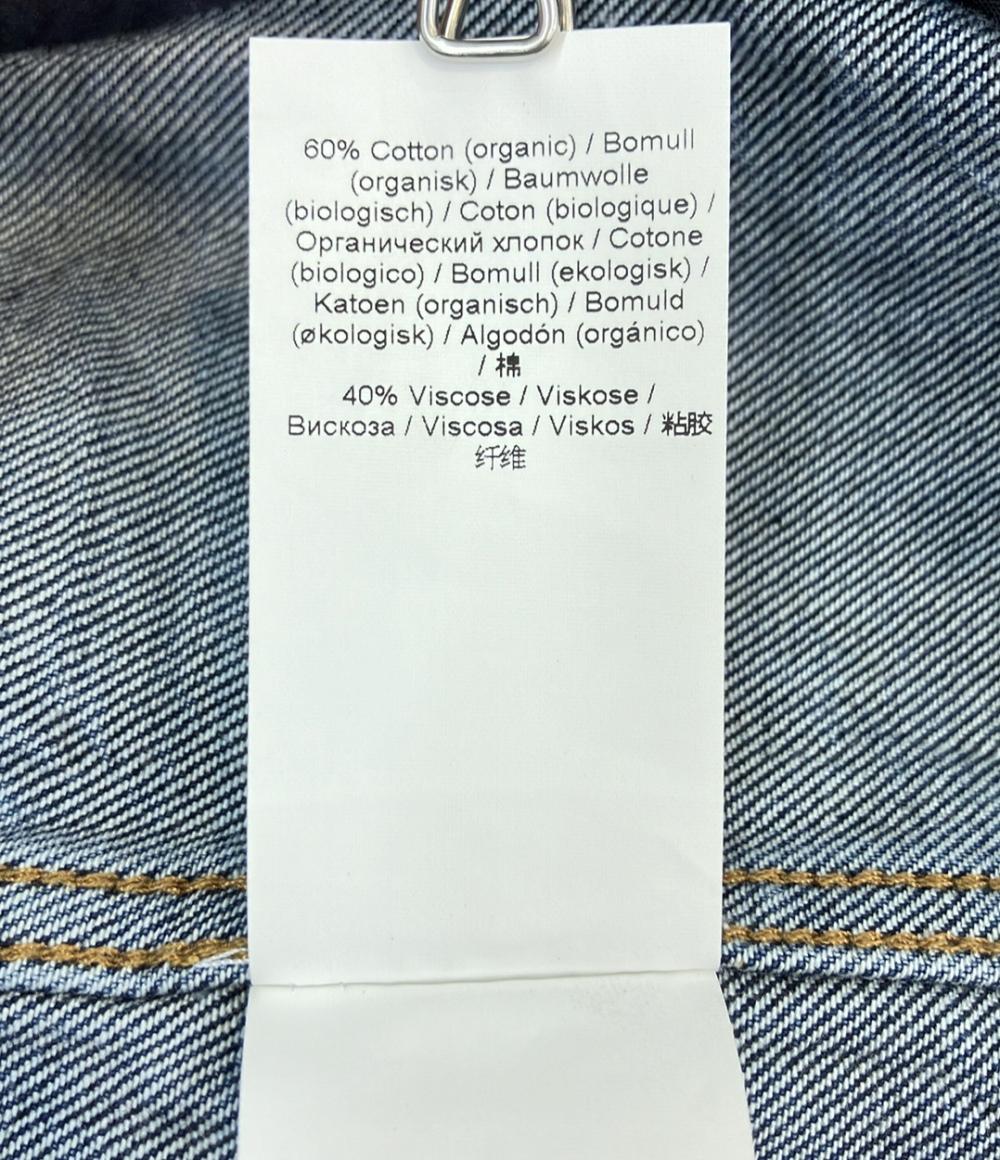 60% Cotton (organic) / Bomull
(organisk) / Baumwolle
(biologisch) / Coton (biologique) /
Органический хлопок / Cotone
(biologico) / Bomull (ekologisk) /
Katoen (organisch) / Bomuld
(økologisk) / Algodón (orgánico)
/ 棉
40% Viscose / Viskose /
Вискоза / Viscosa / Viskos / 粘胶
纤维